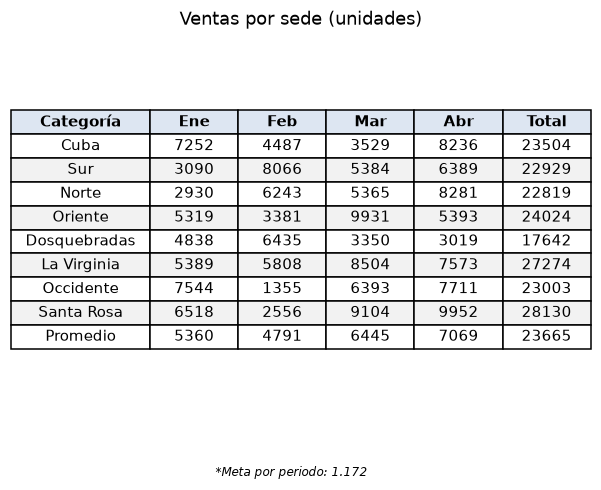 Ventas por sede (unidades)
Categoría Ene Feb Mar Abr Total
Cuba 7252 4487 3529 8236 23504
Sur 3090 8066 5384 6389 22929
Norte 2930 6243 5365 8281 22819
Oriente 5319 3381 9931 5393 24024
Dosquebradas 4838 6435 3350 3019 17642
La Virginia 5389 5808 8504 7573 27274
Occidente 7544 1355 6393 7711 23003
Santa Rosa 6518 2556 9104 9952 28130
Promedio 5360 4791 6445 7069 23665
*Meta por periodo: 1.172